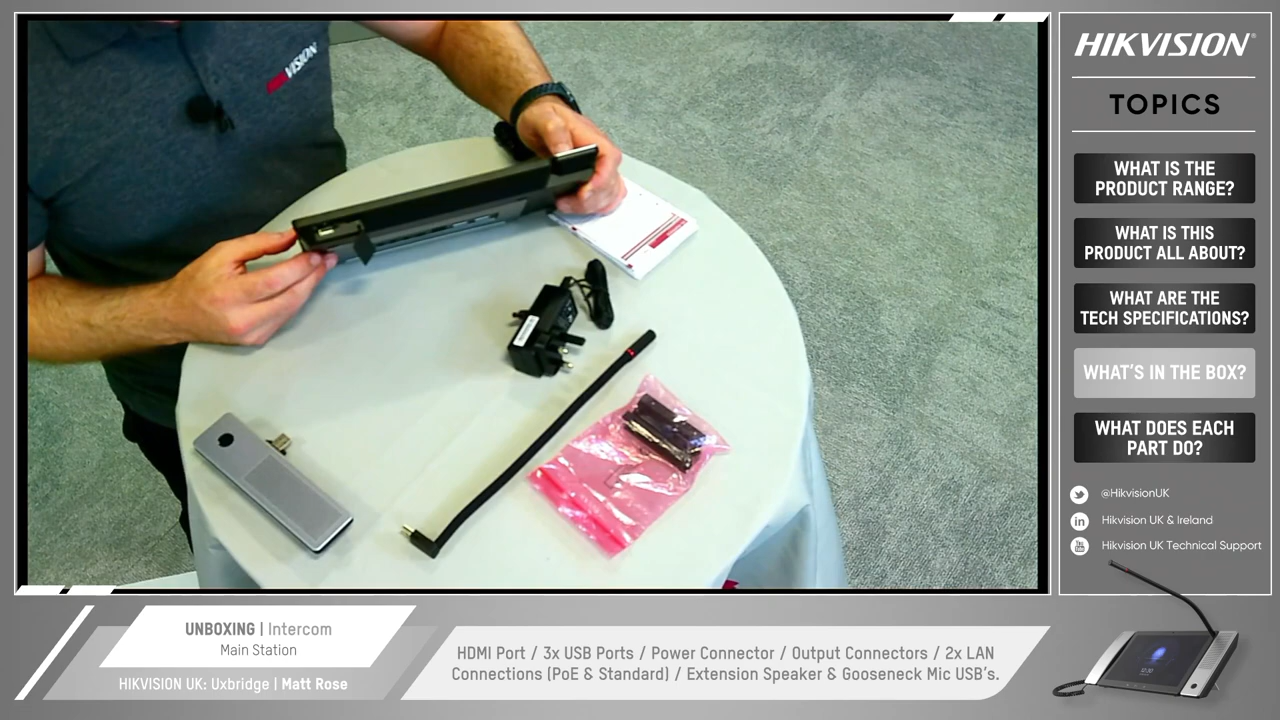 HIKVISION
HIKVISION®
TOPICS
WHAT IS THE
PRODUCT RANGE?
WHAT IS THIS
PRODUCT ALL ABOUT?
WHAT ARE THE
TECH SPECIFICATIONS?
WHAT'S IN THE BOX?
WHAT DOES EACH
PART DO?
@HikvisionUK
in
Hikvision UK & Ireland
Hikvision UK Technical Support
UNBOXING | Intercom
Main Station
HIKVISION UK: Uxbridge | Matt Rose
HDMI Port / 3x USB Ports / Power Connector / Output Connectors / 2x LAN
Connections (PoE & Standard) / Extension Speaker & Gooseneck Mic USB's.